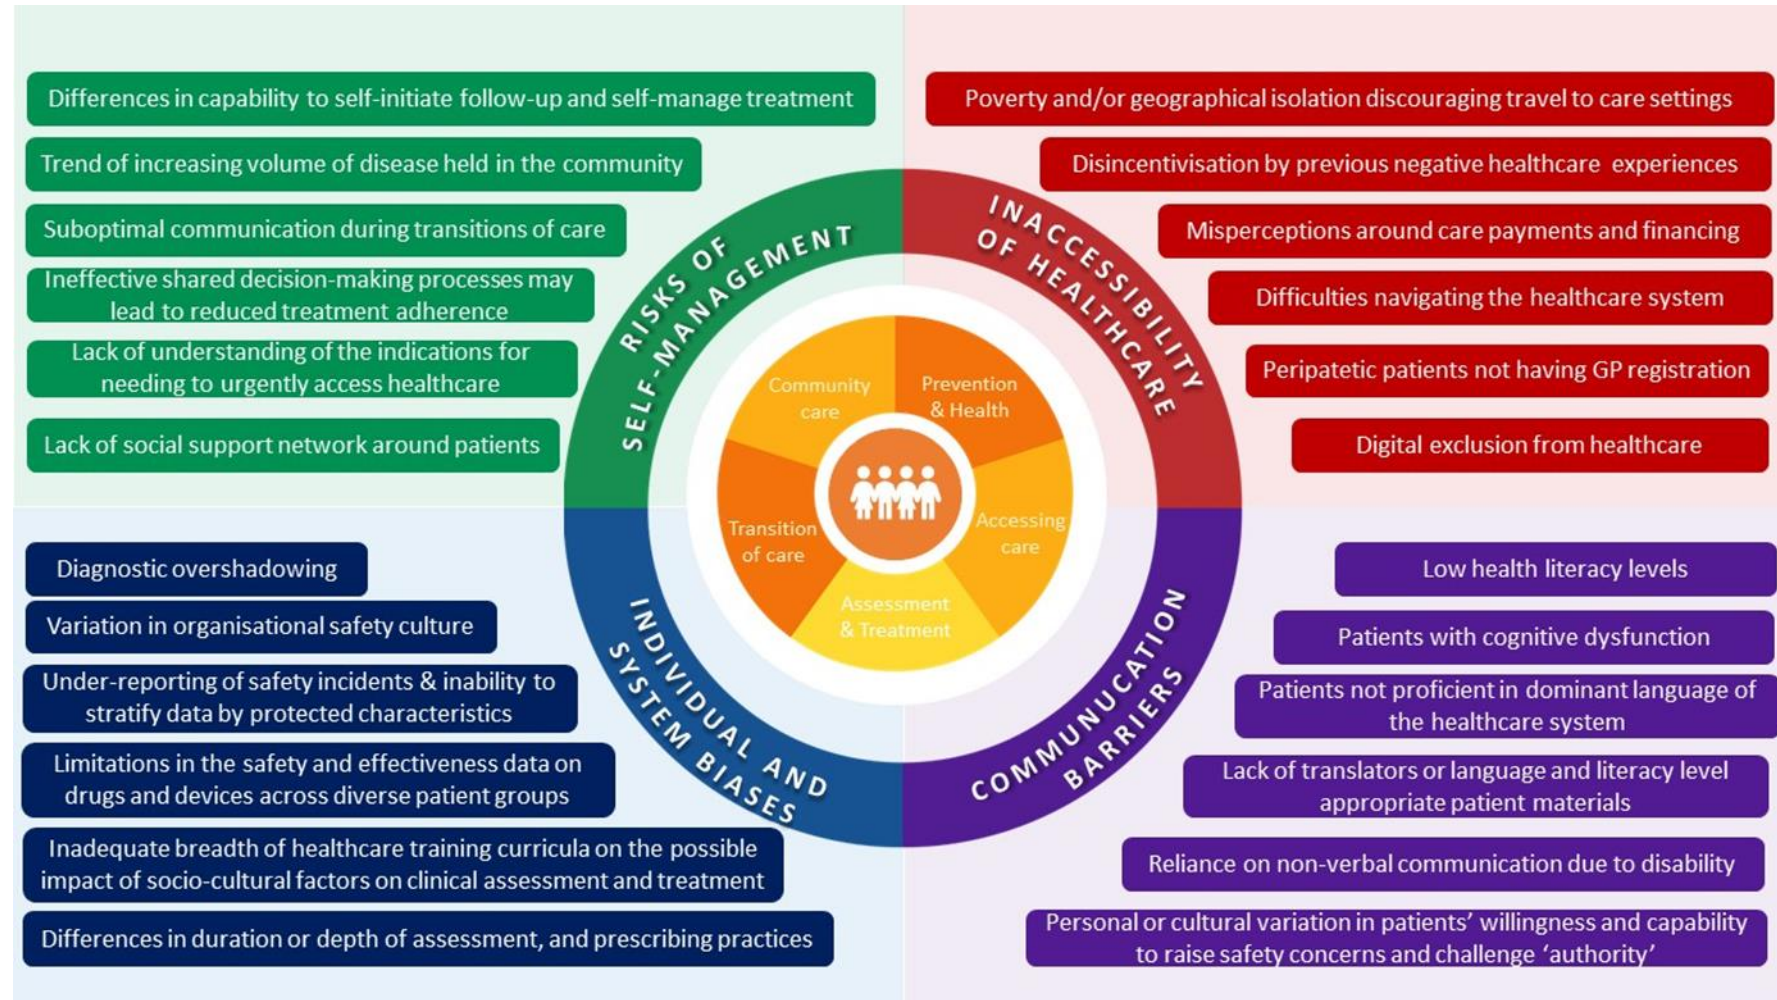 Differences in capability to self-initiate follow-up and self-manage treatment
Trend of increasing volume of disease held in the community
Suboptimal communication during transitions of care
Ineffective shared decision-making processes may
lead to reduced treatment adherence
Lack of understanding of the indications for
needing to urgently access healthcare
Lack of social support network around patients
Poverty and/or geographical isolation discouraging travel to care settings
Disincentivisation by previous negative healthcare experiences
Misperceptions around care payments and financing
Difficulties navigating the healthcare system
Peripatetic patients not having GP registration
Digital exclusion from healthcare
RISKS OF
SELF-MANAGEMENT
INACCESSIBILITY
OF HEALTHCARE
Community
care
Prevention
& Health
Transition
of care
Accessing
care
Assessment
& Treatment
INDIVIDUAL AND
SYSTEM BIASES
COMMUNUCATION
BARRIERS
Diagnostic overshadowing
Variation in organisational safety culture
Under-reporting of safety incidents & inability to
stratify data by protected characteristics
Limitations in the safety and effectiveness data on
drugs and devices across diverse patient groups
Inadequate breadth of healthcare training curricula on the possible
impact of socio-cultural factors on clinical assessment and treatment
Differences in duration or depth of assessment, and prescribing practices
Low health literacy levels
Patients with cognitive dysfunction
Patients not proficient in dominant language of
the healthcare system
Lack of translators or language and literacy level
appropriate patient materials
Reliance on non-verbal communication due to disability
Personal or cultural variation in patients’ willingness and capability
to raise safety concerns and challenge ‘authority’